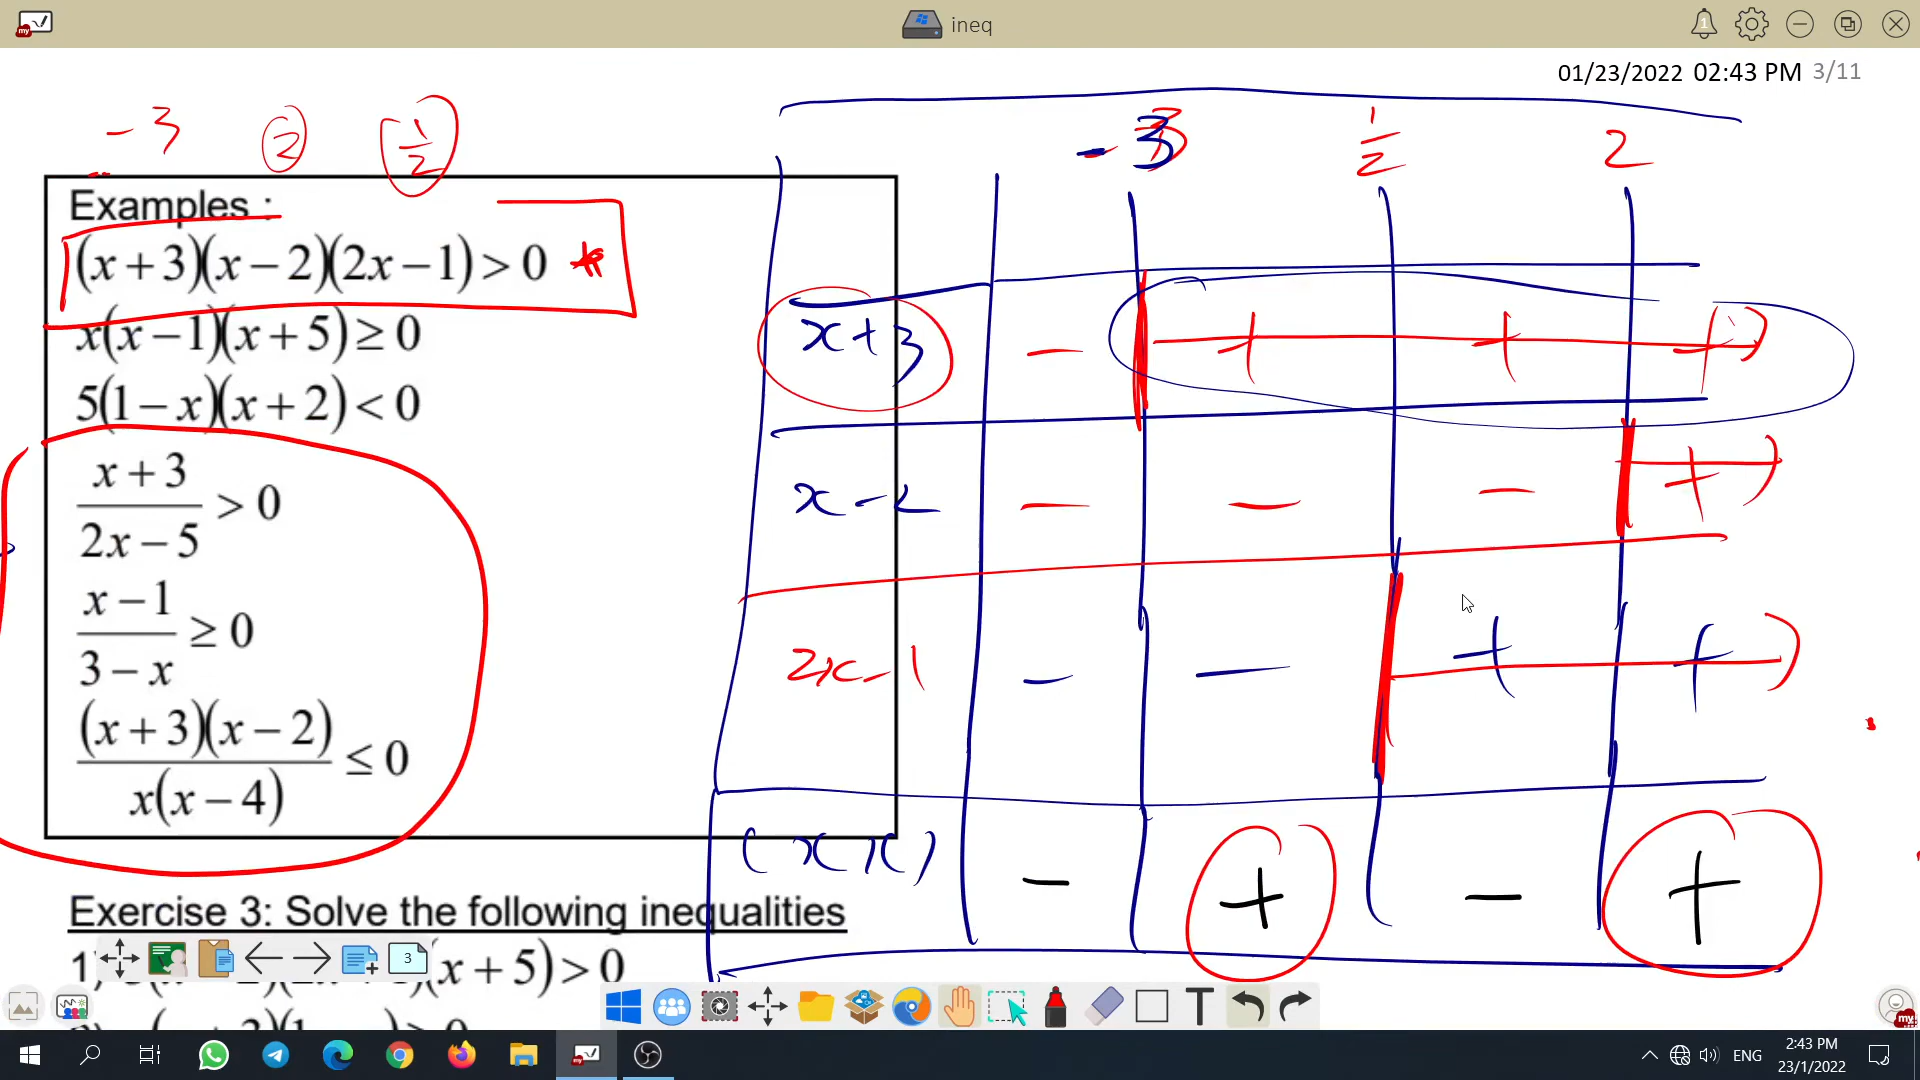 ineq
01/23/2022 02:43 PM 3/11
- 3 2 1/2
- 3 1/2 2
Examples :
(x+3)(x−2)(2x−1)>0 *
x(x−1)(x+5)≥0
5(1−x)(x+2)<0
x+3/2x−5 > 0
x−1/3−x ≥ 0
(x+3)(x−2)/x(x−4) ≤ 0
x+3 - + + +
x-2 - - - +
2x-1 - - + +
- + - +
Exercise 3: Solve the following inequalities
1) (x+5)>0
3
T
ENG
2:43 PM
23/1/2022